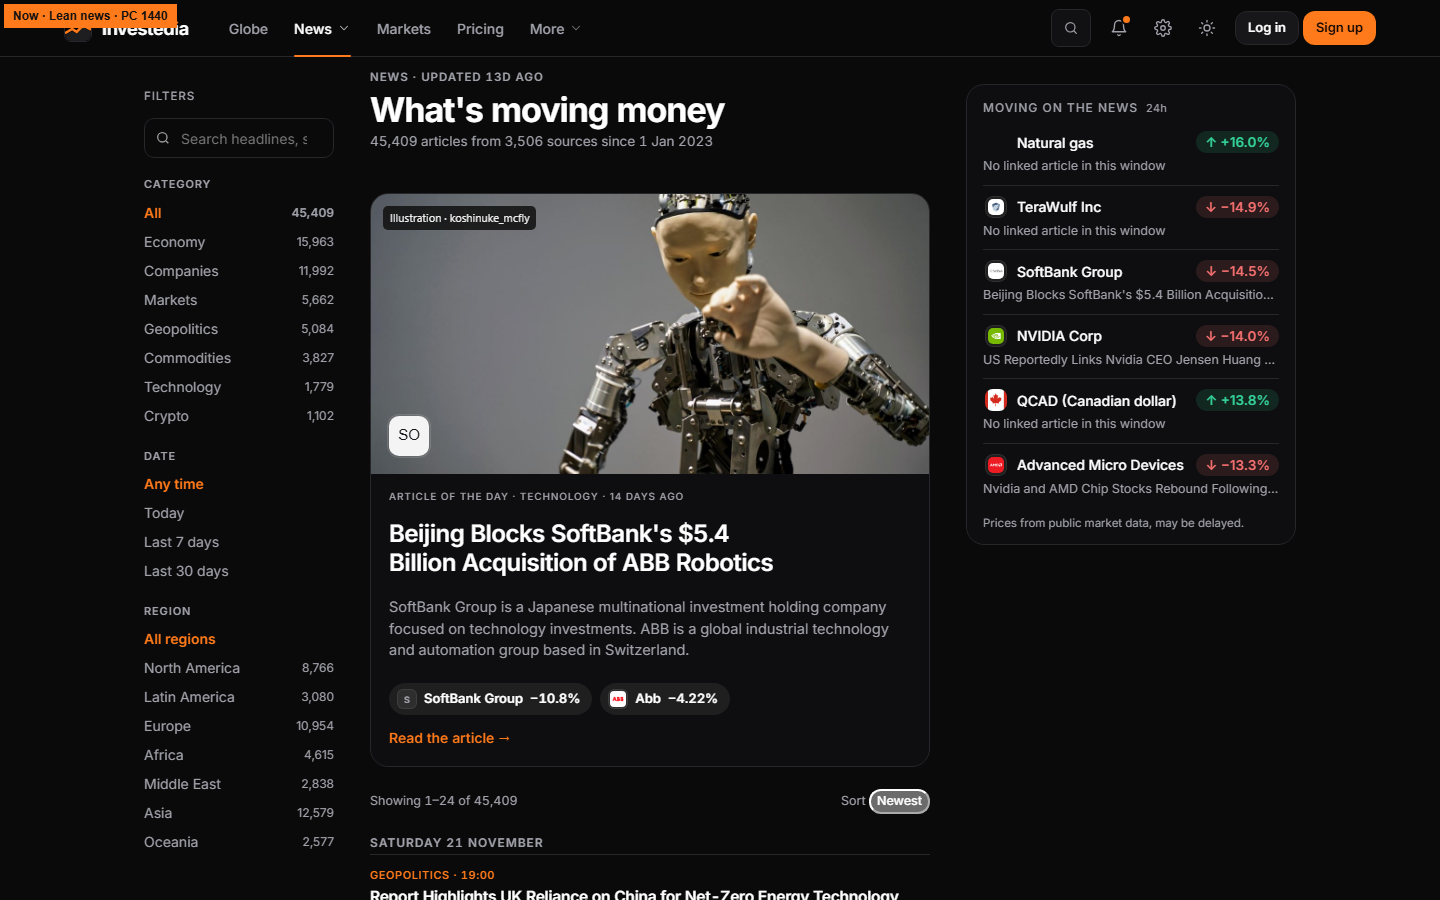 Now · Lean news · PC 1440
Investedia
Globe
News
Markets
Pricing
More
Log in
Sign up
FILTERS
Search headlines, s
CATEGORY
All 45,409
Economy 15,963
Companies 11,992
Markets 5,662
Geopolitics 5,084
Commodities 3,827
Technology 1,779
Crypto 1,102
DATE
Any time
Today
Last 7 days
Last 30 days
REGION
All regions
North America 8,766
Latin America 3,080
Europe 10,954
Africa 4,615
Middle East 2,838
Asia 12,579
Oceania 2,577
NEWS · UPDATED 13D AGO
What's moving money
45,409 articles from 3,506 sources since 1 Jan 2023
Illustration · koshinuke_mcfly
SO
ARTICLE OF THE DAY · TECHNOLOGY · 14 DAYS AGO
Beijing Blocks SoftBank's $5.4
Billion Acquisition of ABB Robotics
SoftBank Group is a Japanese multinational investment holding company
focused on technology investments. ABB is a global industrial technology
and automation group based in Switzerland.
S SoftBank Group −10.8%
ABB Abb −4.22%
Read the article →
Showing 1–24 of 45,409
Sort Newest
SATURDAY 21 NOVEMBER
GEOPOLITICS · 19:00
Report Highlights UK Reliance on China for Net-Zero Energy Technology
MOVING ON THE NEWS 24h
Natural gas ↑ +16.0%
No linked article in this window
TeraWulf Inc ↓ −14.9%
No linked article in this window
SoftBank Group ↓ −14.5%
Beijing Blocks SoftBank's $5.4 Billion Acquisitio...
NVIDIA Corp ↓ −14.0%
US Reportedly Links Nvidia CEO Jensen Huang ...
QCAD (Canadian dollar) ↑ +13.8%
No linked article in this window
AMD Advanced Micro Devices ↓ −13.3%
Nvidia and AMD Chip Stocks Rebound Following...
Prices from public market data, may be delayed.